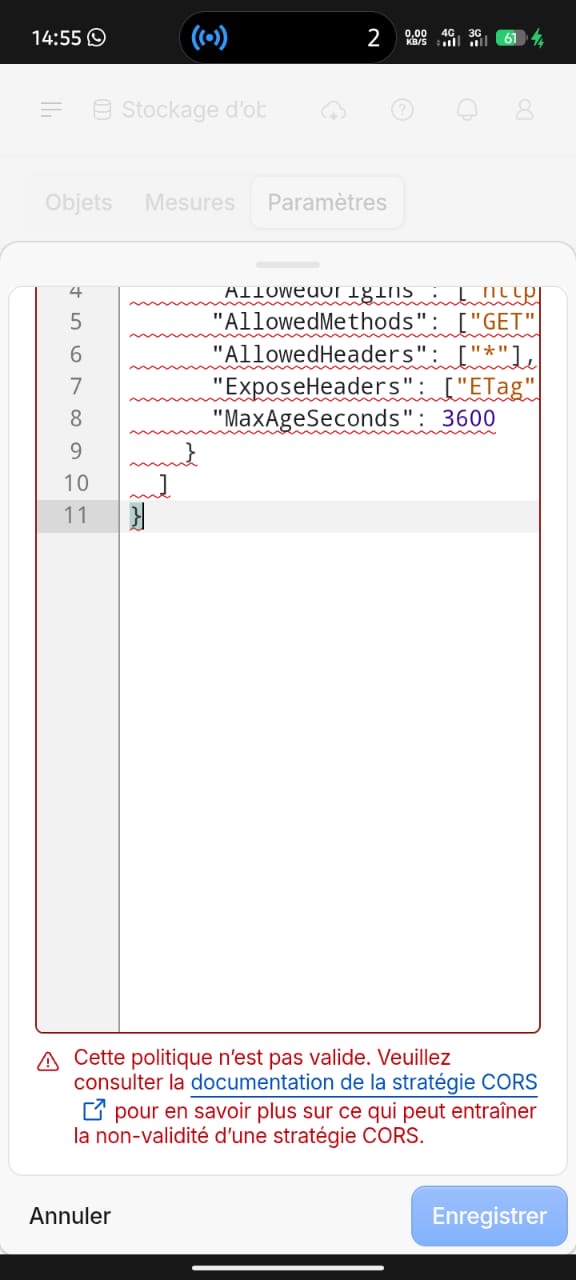 14:55
2
0,00 KB/S 4G 3G 61
Stockage d'ob
Objets Mesures Paramètres
4 "AllowedOrigins": ["http
5 "AllowedMethods": ["GET"
6 "AllowedHeaders": ["*"],
7 "ExposeHeaders": ["ETag"
8 "MaxAgeSeconds": 3600
9 }
10 ]
11 }
Cette politique n'est pas valide. Veuillez
consulter la documentation de la stratégie CORS
pour en savoir plus sur ce qui peut entraîner
la non-validité d'une stratégie CORS.
Annuler Enregistrer